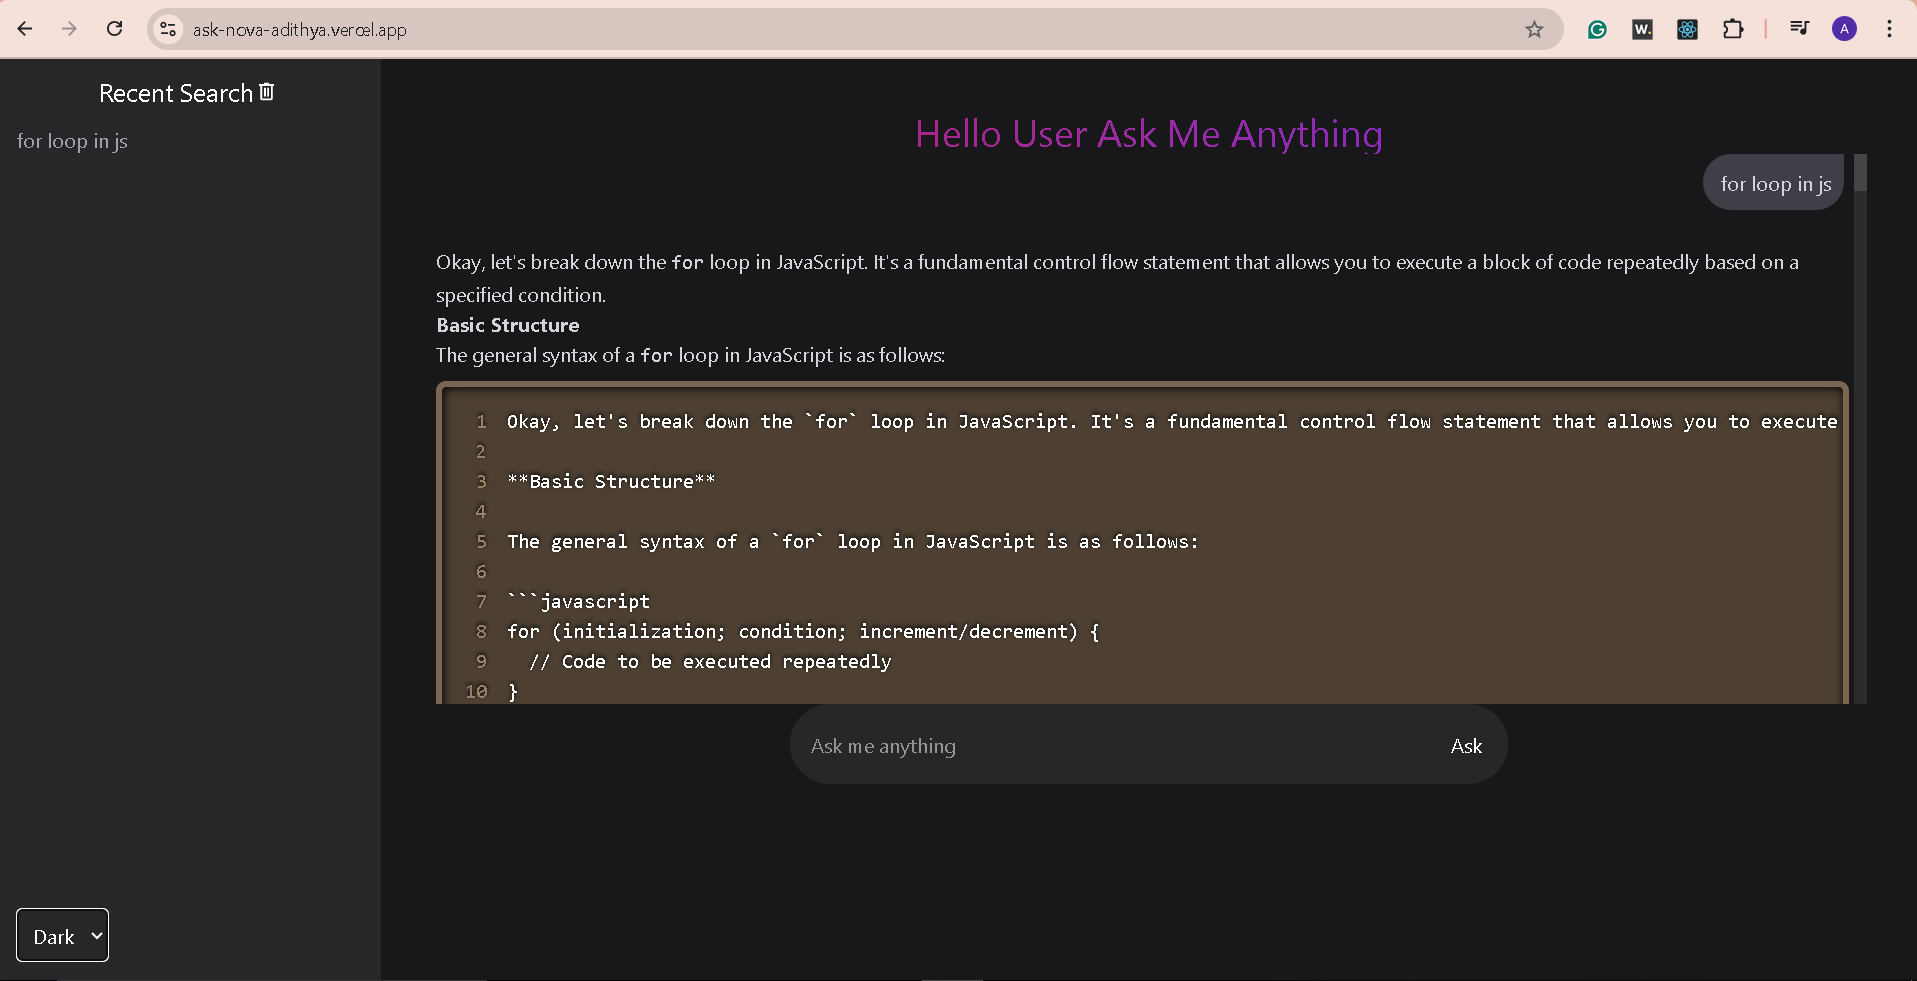 ask-nova-adithya.vercel.app
W.
A
Recent Search
for loop in js
Hello User Ask Me Anything
for loop in js
Okay, let's break down the for loop in JavaScript. It's a fundamental control flow statement that allows you to execute a block of code repeatedly based on a
specified condition.
Basic Structure
The general syntax of a for loop in JavaScript is as follows:
1 Okay, let's break down the `for` loop in JavaScript. It's a fundamental control flow statement that allows you to execute
2
3 **Basic Structure**
4
5 The general syntax of a `for` loop in JavaScript is as follows:
6
7 ```javascript
8 for (initialization; condition; increment/decrement) {
9   // Code to be executed repeatedly
10 }
Ask me anything
Ask
Dark